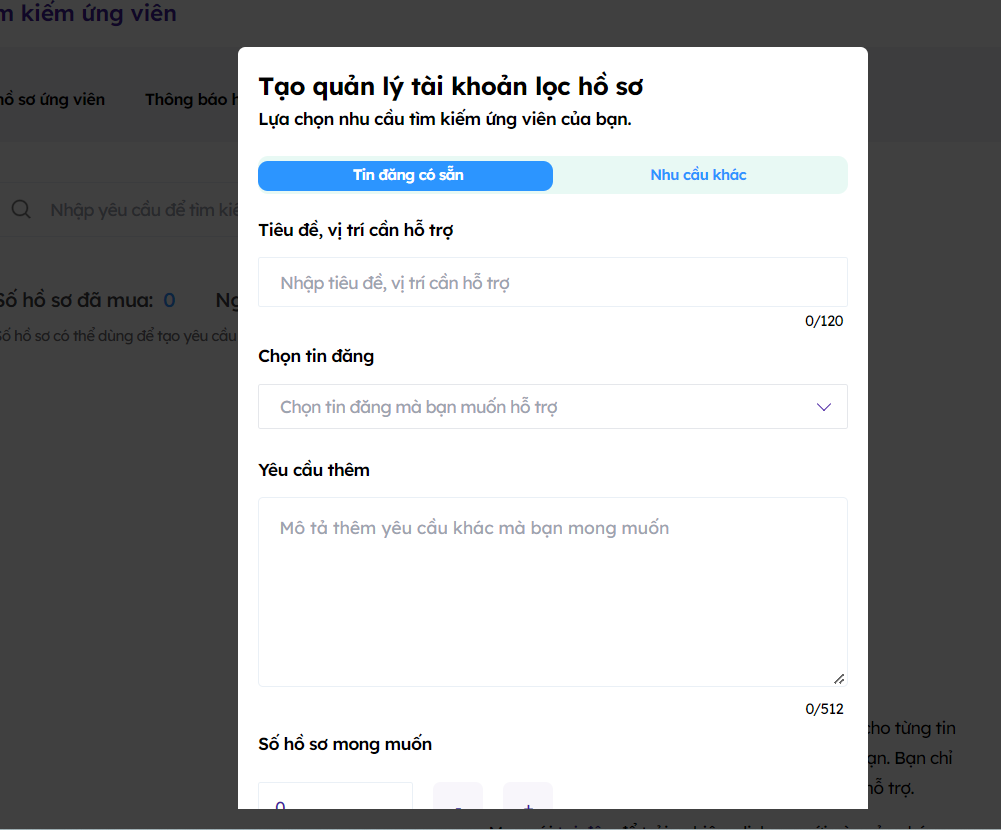 m kiếm ứng viên
hồ sơ ứng viên Thông báo h
Tạo quản lý tài khoản lọc hồ sơ
Lựa chọn nhu cầu tìm kiếm ứng viên của bạn.
Tin đăng có sẵn Nhu cầu khác
Nhập yêu cầu để tìm kiế
Tiêu đề, vị trí cần hỗ trợ
Nhập tiêu đề, vị trí cần hỗ trợ
Số hồ sơ đã mua: 0 Ng
0/120
Số hồ sơ có thể dùng để tạo yêu cầu
Chọn tin đăng
Chọn tin đăng mà bạn muốn hỗ trợ
Yêu cầu thêm
Mô tả thêm yêu cầu khác mà bạn mong muốn
0/512
cho từng tin
Số hồ sơ mong muốn
ạn. Bạn chỉ
hỗ trợ.
0 - +